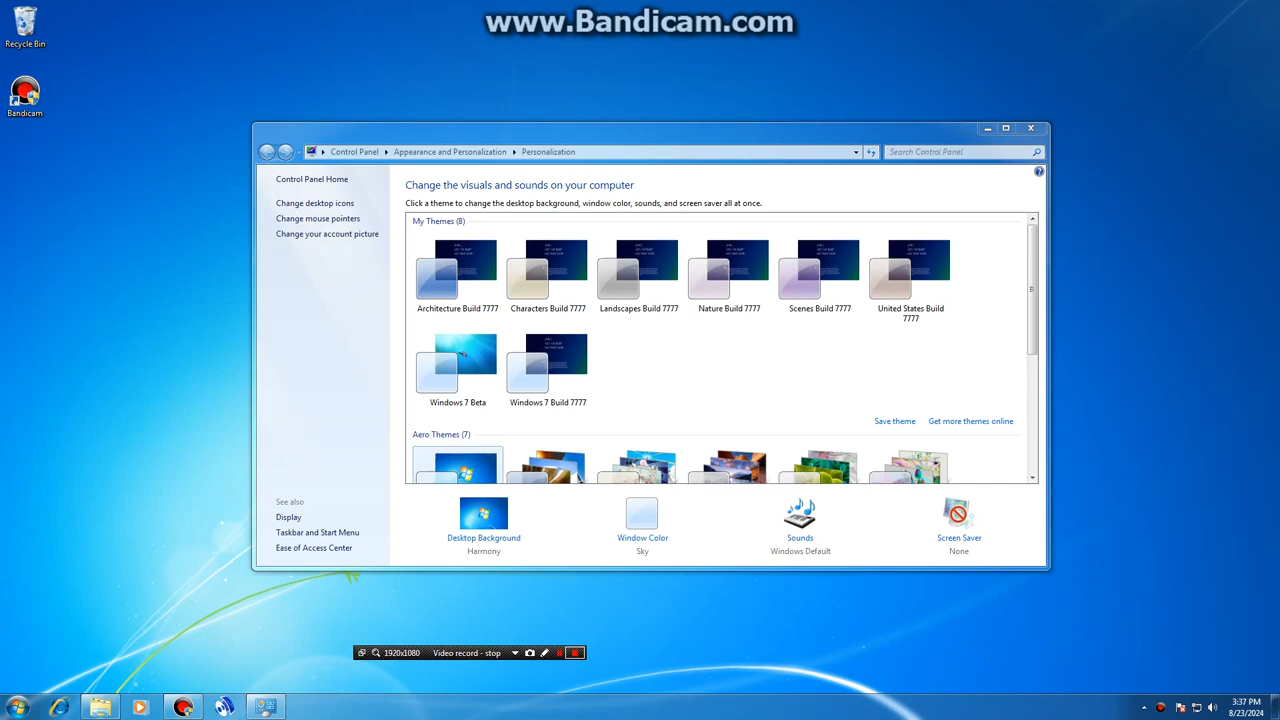 www.Bandicam.com
Recycle Bin
Bandicam
Control Panel Appearance and Personalization Personalization
Search Control Panel
Control Panel Home
Change desktop icons
Change mouse pointers
Change your account picture
Change the visuals and sounds on your computer
Click a theme to change the desktop background, window color, sounds, and screen saver all at once.
My Themes (8)
Architecture Build 7777
Characters Build 7777
Landscapes Build 7777
Nature Build 7777
Scenes Build 7777
United States Build
7777
Windows 7 Beta
Windows 7 Build 7777
Save theme
Get more themes online
Aero Themes (7)
See also
Display
Taskbar and Start Menu
Ease of Access Center
Desktop Background
Harmony
Window Color
Sky
Sounds
Windows Default
Screen Saver
None
1920x1080
Video record - stop
3:37 PM
8/23/2024